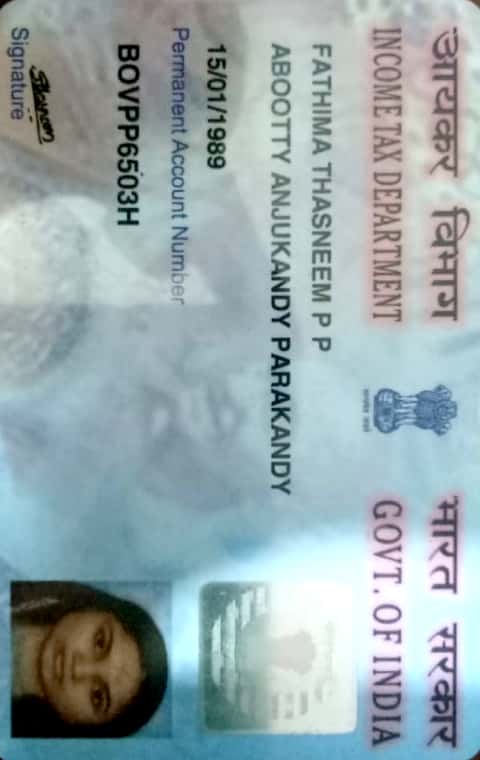 आयकर विभाग
INCOME TAX DEPARTMENT
भारत सरकार
GOVT. OF INDIA
FATHIMA THASNEEM P P
ABOOTTY ANJUKANDY PARAKANDY
15/01/1989
Permanent Account Number
BOVPP6503H
Signature